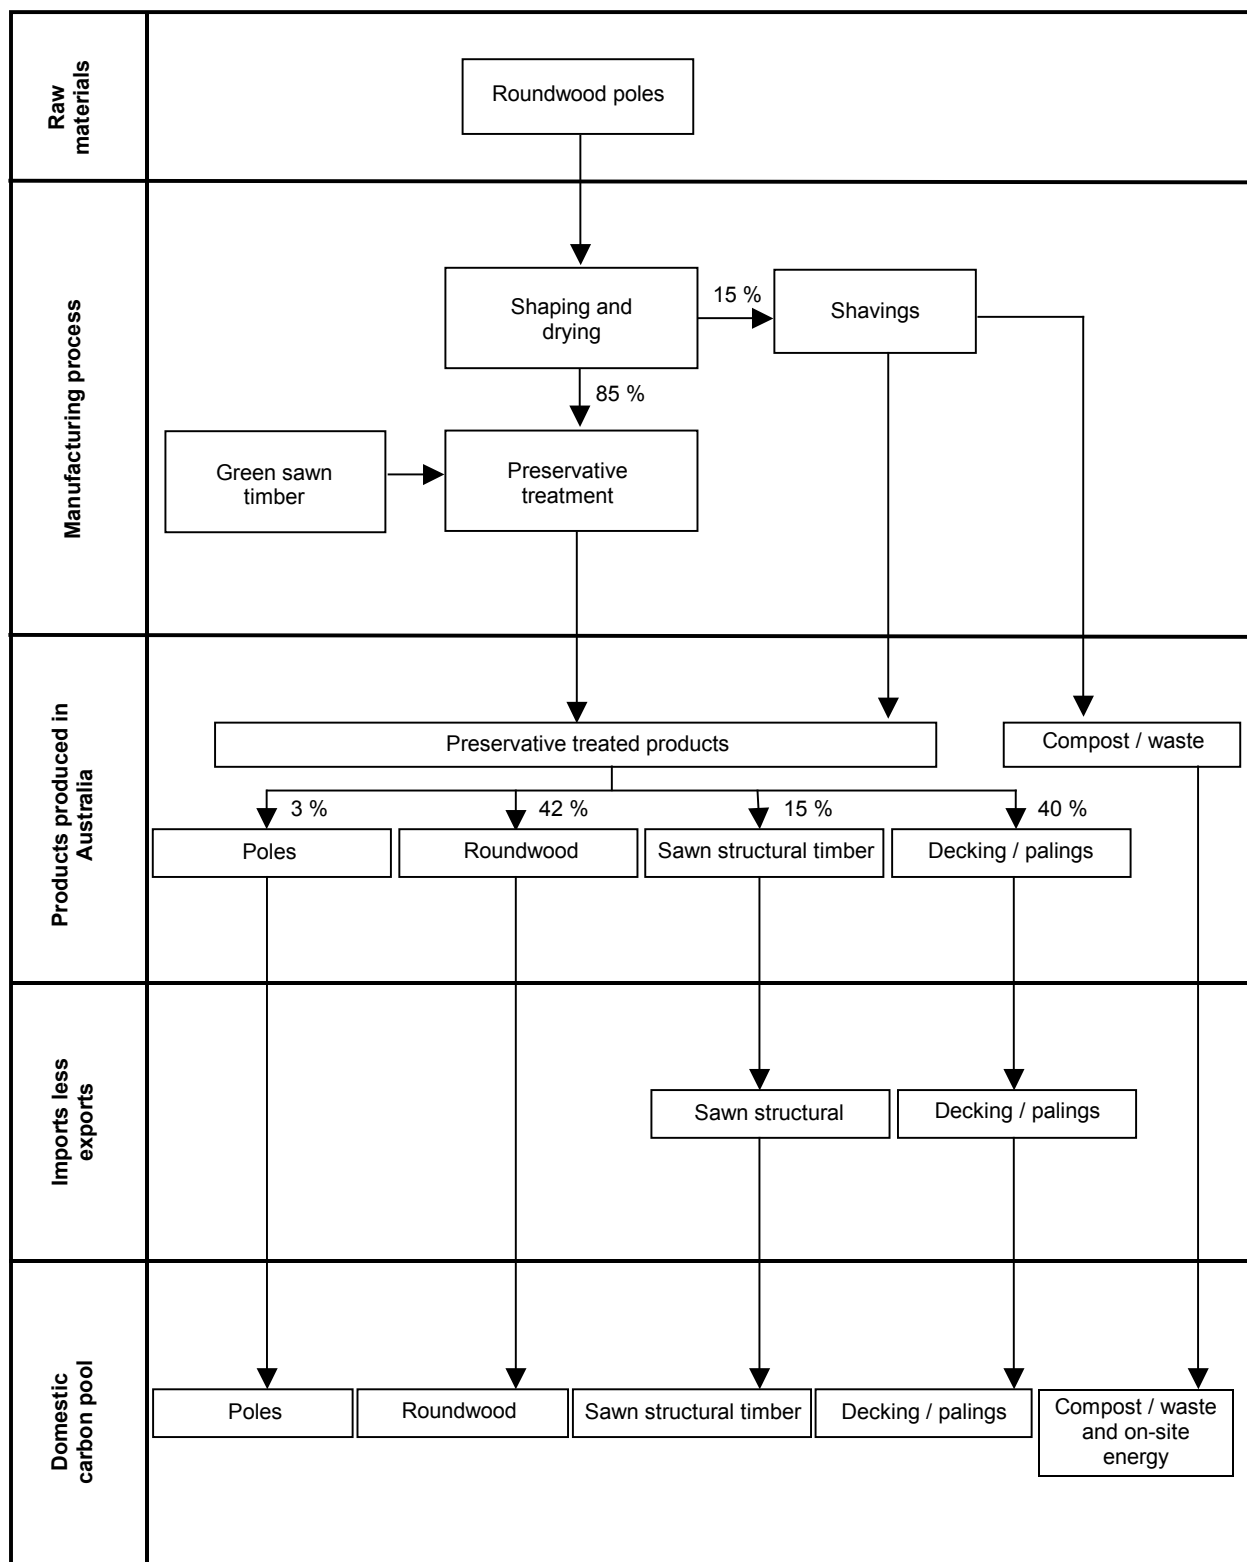 Raw
materials
Roundwood poles
Manufacturing process
Shaping and
drying
15 %
Shavings
85 %
Green sawn
timber
Preservative
treatment
Products produced in
Australia
Preservative treated products
Compost / waste
3 %
42 %
15 %
40 %
Poles
Roundwood
Sawn structural timber
Decking / palings
Imports less
exports
Sawn structural
Decking / palings
Domestic
carbon pool
Poles
Roundwood
Sawn structural timber
Decking / palings
Compost / waste
and on-site
energy